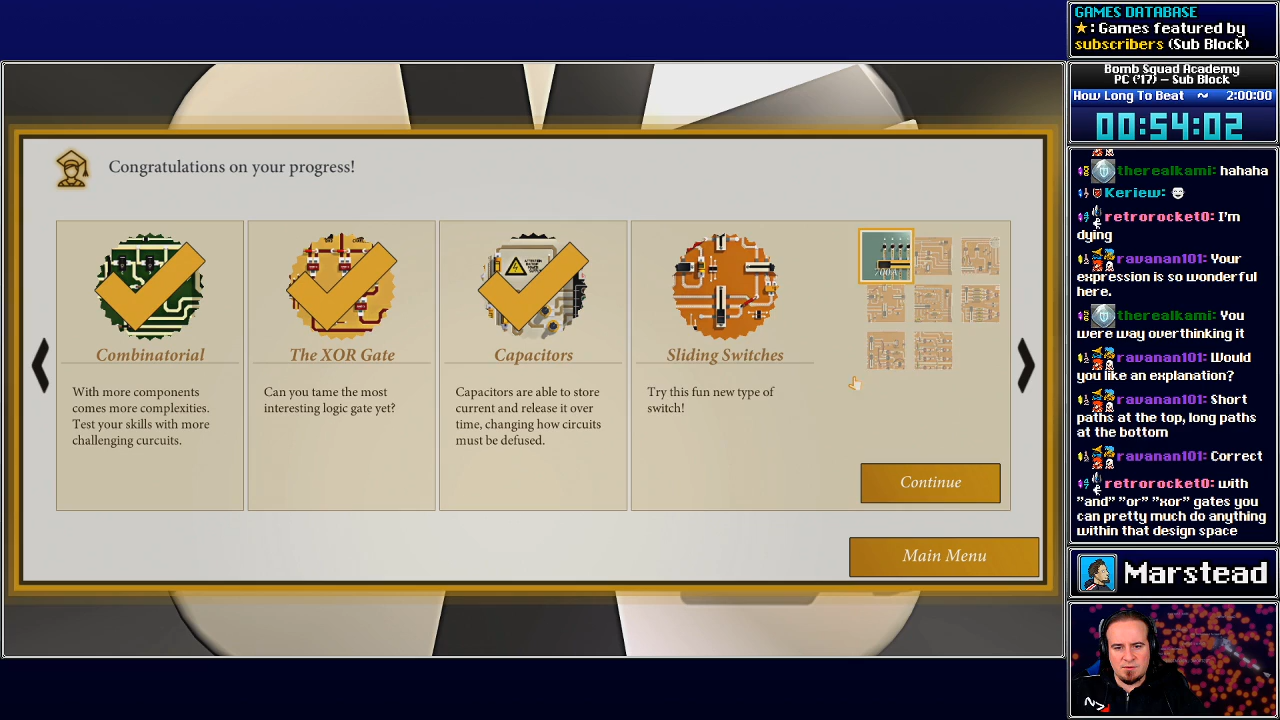 GAMES DATABASE
★: Games featured by
subscribers (Sub Block)
Bomb Squad Academy
PC ('17) – Sub Block
How Long To Beat ~ 2:00:00
00:54:02
Congratulations on your progress!
Combinatorial
With more components
comes more complexities.
Test your skills with more
challenging curcuits.
The XOR Gate
Can you tame the most
interesting logic gate yet?
Capacitors
Capacitors are able to store
current and release it over
time, changing how circuits
must be defused.
Sliding Switches
Try this fun new type of
switch!
Continue
Main Menu
therealkami: hahaha
Keriew:
retrorocket0: I'm
dying
ravanan101: Your
expression is so wonderful
here.
therealkami: You
were way overthinking it
ravanan101: Would
you like an explanation?
ravanan101: Short
paths at the top, long paths
at the bottom
ravanan101: Correct
retrorocket0: with
"and" "or" "xor" gates you
can pretty much do anything
within that design space
Marstead